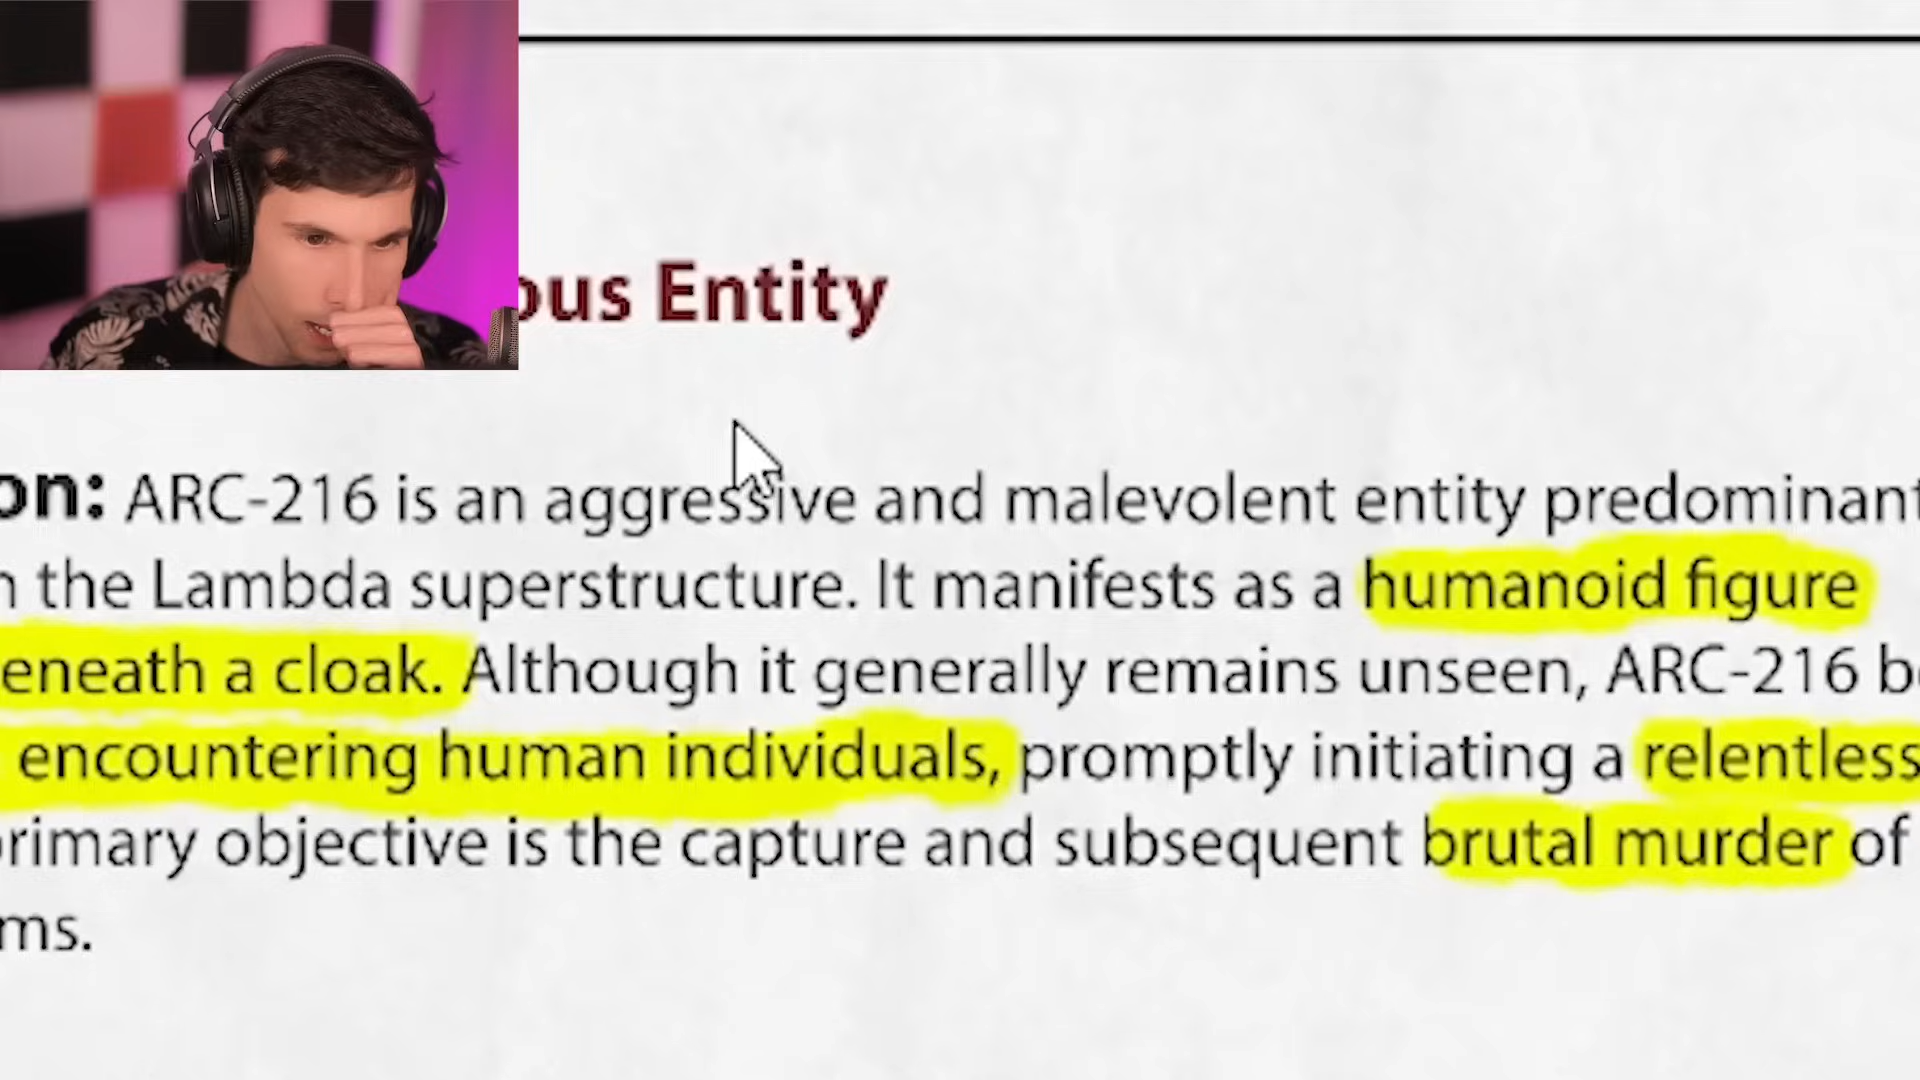 ous Entity
on: ARC-216 is an aggressive and malevolent entity predominant
n the Lambda superstructure. It manifests as a humanoid figure
eneath a cloak. Although it generally remains unseen, ARC-216 be
encountering human individuals, promptly initiating a relentless
primary objective is the capture and subsequent brutal murder of
ms.